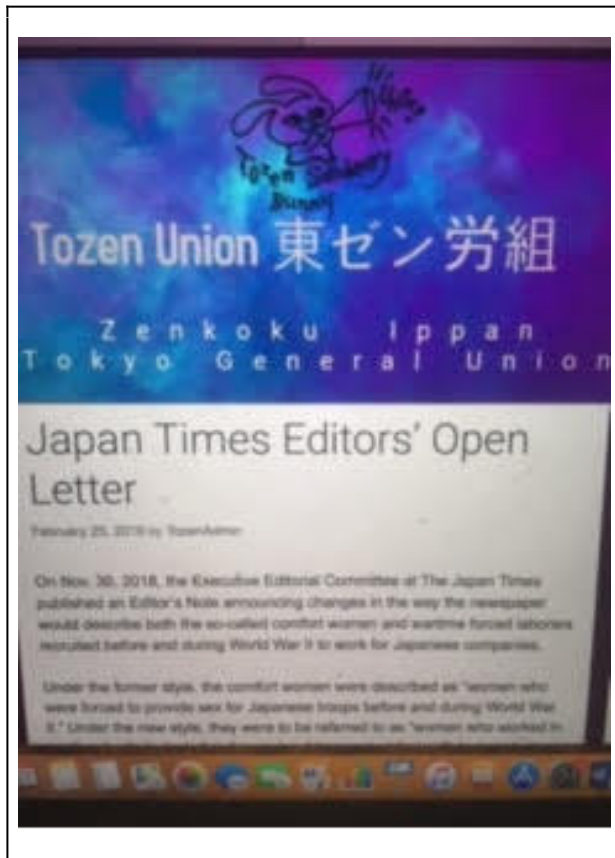 Tozen Solidarity
Bunny
Tozen Union 東ゼン労組
Zenkoku Ippan
Tokyo General Union
Japan Times Editors' Open
Letter
February 25, 2019 by TozenAdmin
On Nov. 30, 2018, the Executive Editorial Committee at The Japan Times
published an Editor's Note announcing changes in the way the newspaper
would describe both the so-called comfort women and wartime forced laborers
recruited before and during World War II to work for Japanese companies.
Under the former style, the comfort women were described as "women who
were forced to provide sex for Japanese troops before and during World War
II." Under the new style, they were to be referred to as "women who worked in